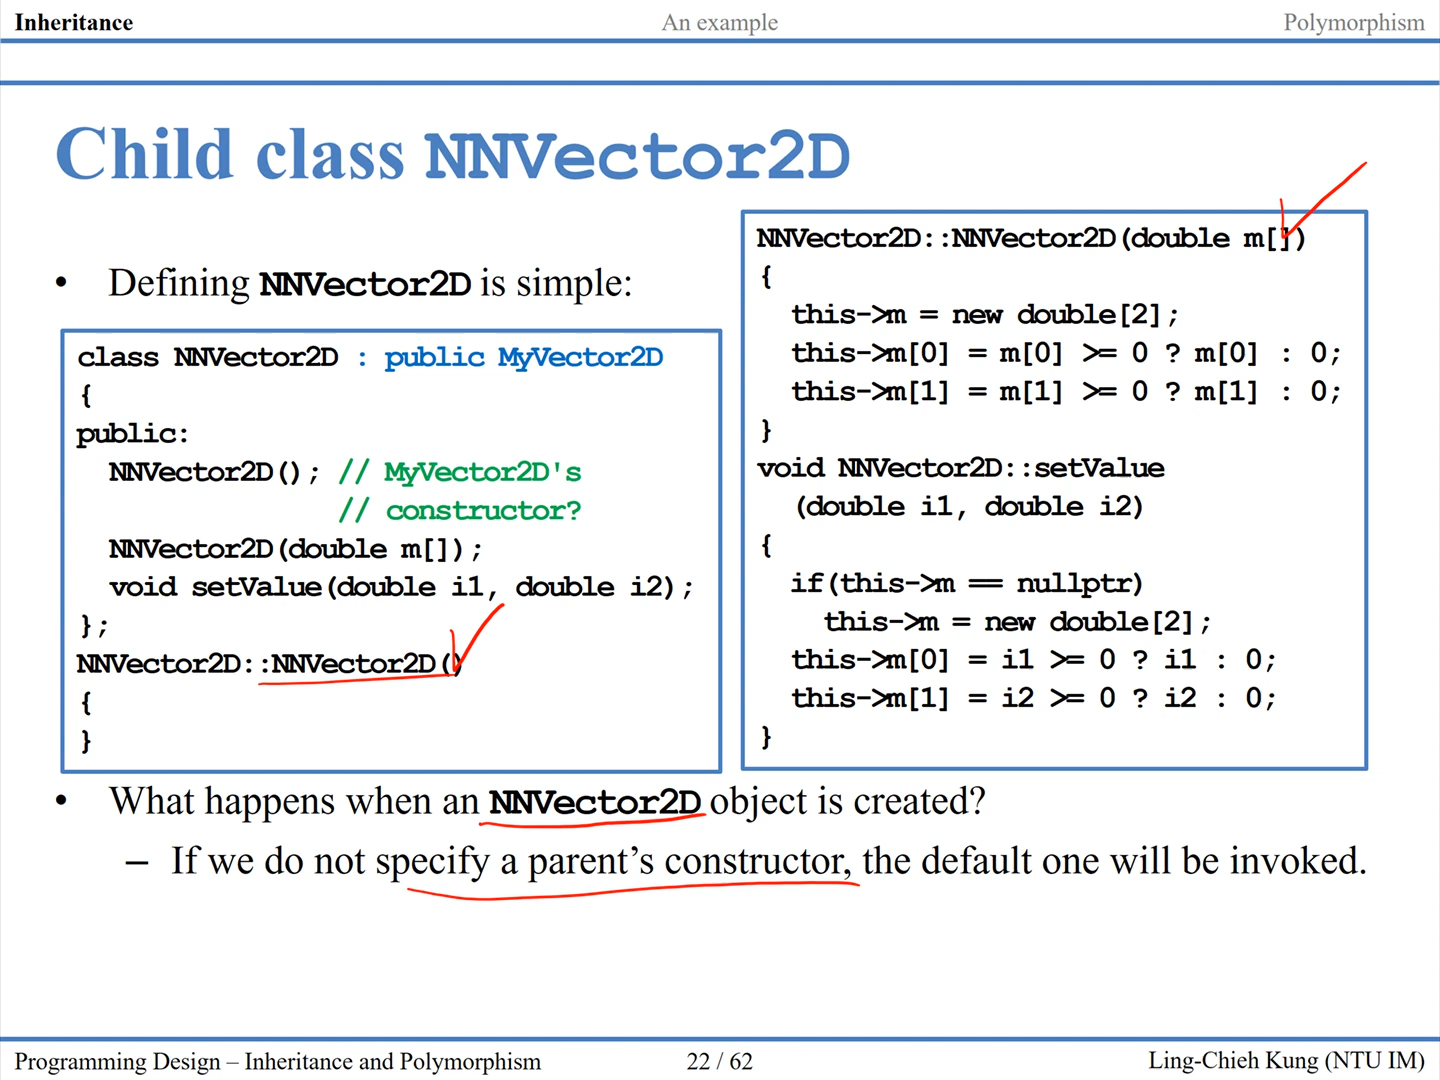 Inheritance An example Polymorphism
Child class NNVector2D
• Defining NNVector2D is simple:
class NNVector2D : public MyVector2D
{
public:
NNVector2D(); // MyVector2D's
// constructor?
NNVector2D(double m[]);
void setValue(double i1, double i2);
};
NNVector2D::NNVector2D()
{
}
NNVector2D::NNVector2D(double m[])
{
this->m = new double[2];
this->m[0] = m[0] >= 0 ? m[0] : 0;
this->m[1] = m[1] >= 0 ? m[1] : 0;
}
void NNVector2D::setValue
(double i1, double i2)
{
if(this->m == nullptr)
this->m = new double[2];
this->m[0] = i1 >= 0 ? i1 : 0;
this->m[1] = i2 >= 0 ? i2 : 0;
}
• What happens when an NNVector2D object is created?
– If we do not specify a parent’s constructor, the default one will be invoked.
Programming Design – Inheritance and Polymorphism 22 / 62 Ling-Chieh Kung (NTU IM)